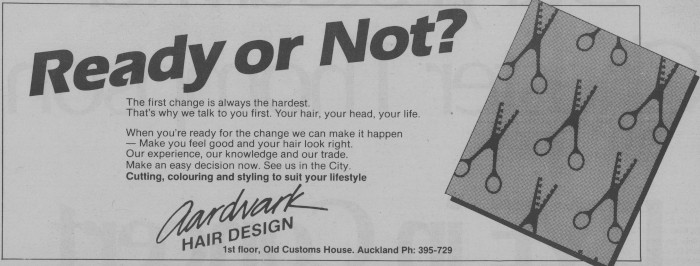 Ready or Not?
The first change is always the hardest.
That's why we talk to you first. Your hair, your head, your life.
When you're ready for the change we can make it happen
— Make you feel good and your hair look right.
Our experience, our knowledge and our trade.
Make an easy decision now. See us in the City.
Cutting, colouring and styling to suit your lifestyle
aardvark
HAIR DESIGN
1st floor, Old Customs House. Auckland Ph: 395-729